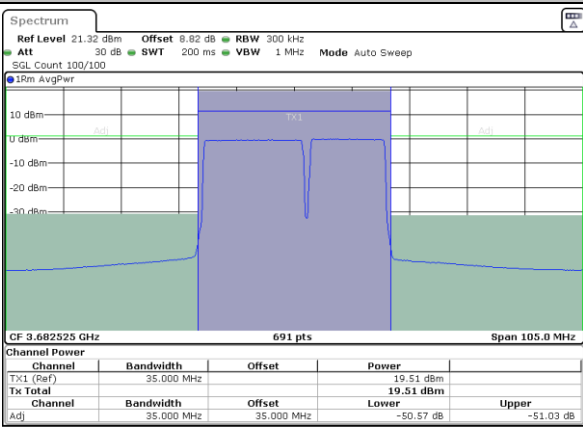 Spectrum
Ref Level 21.32 dBm Offset 8.82 dB RBW 300 kHz
Att 30 dB SWT 200 ms VBW 1 MHz Mode Auto Sweep
SGL Count 100/100
1Rm AvgPwr
10 dBm
TX1
Adj Adj
0 dBm
-10 dBm
-20 dBm
-30 dBm
CF 3.682525 GHz 691 pts Span 105.0 MHz
Channel Power
Channel Bandwidth Offset Power
TX1 (Ref) 35.000 MHz 19.51 dBm
Tx Total 19.51 dBm
Channel Bandwidth Offset Lower Upper
Adj 35.000 MHz 35.000 MHz -50.57 dB -51.03 dB